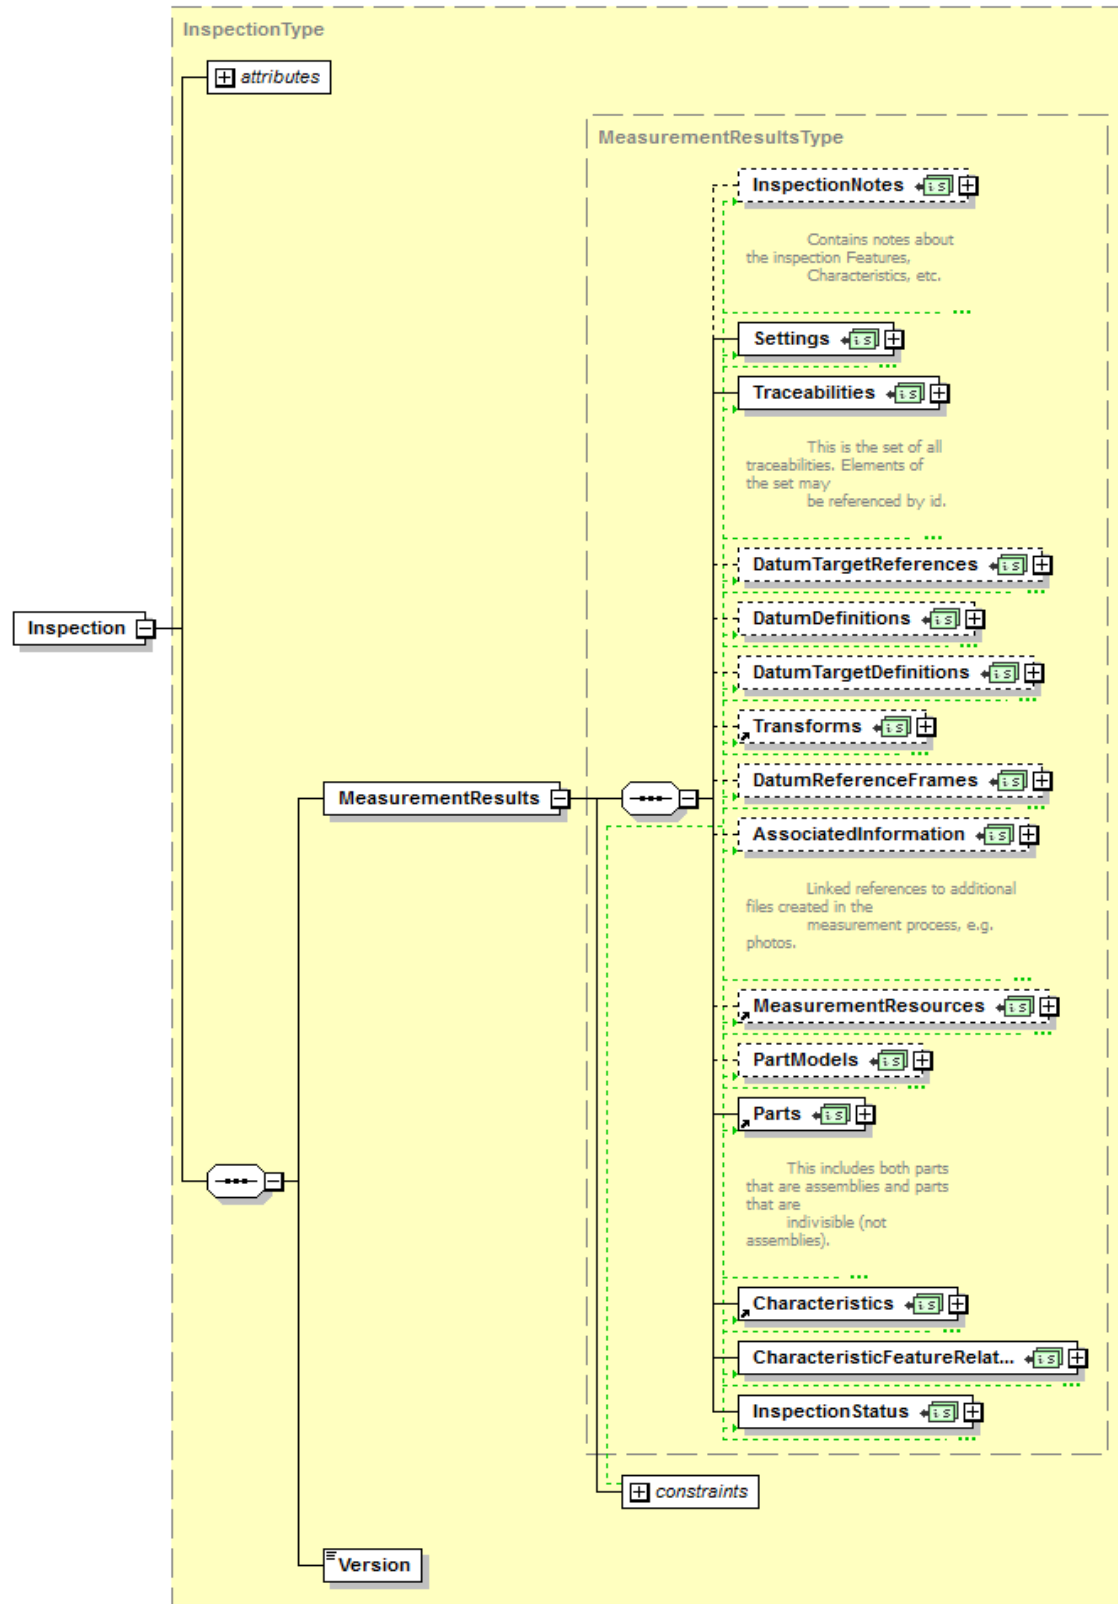 InspectionType
attributes
MeasurementResultsType
InspectionNotes
Contains notes about
the inspection Features,
Characteristics, etc.
Settings
Traceabilities
This is the set of all
traceabilities. Elements of
the set may
be referenced by id.
DatumTargetReferences
Inspection
DatumDefinitions
DatumTargetDefinitions
Transforms
DatumReferenceFrames
MeasurementResults
AssociatedInformation
Linked references to additional
files created in the
measurement process, e.g.
photos.
MeasurementResources
PartModels
Parts
This includes both parts
that are assemblies and parts
that are
indivisible (not
assemblies).
Characteristics
CharacteristicFeatureRelat...
InspectionStatus
constraints
Version